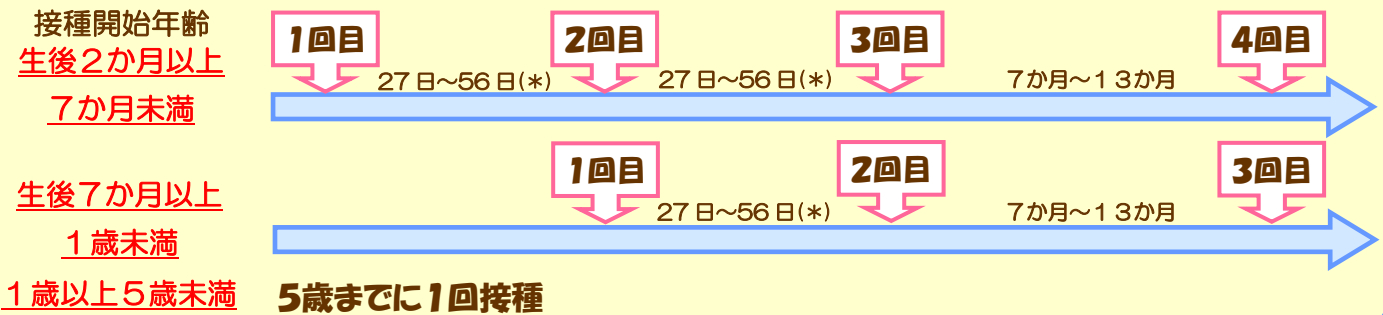 接種開始年齢
生後２か月以上
７か月未満
1回目 2回目 3回目 4回目
27日～56日(＊) 27日～56日(＊) ７か月～１３か月
生後７か月以上
１歳未満
1回目 2回目 3回目
27日～56日(＊) ７か月～１３か月
１歳以上５歳未満 5歳までに1回接種